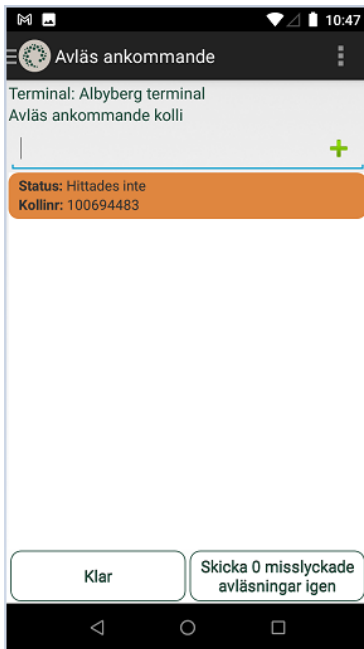 10:47
Avläs ankommande
Terminal: Albyberg terminal
Avläs ankommande kolli
Status: Hittades inte
Kollinr: 100694483
Klar
Skicka 0 misslyckade
avläsningar igen